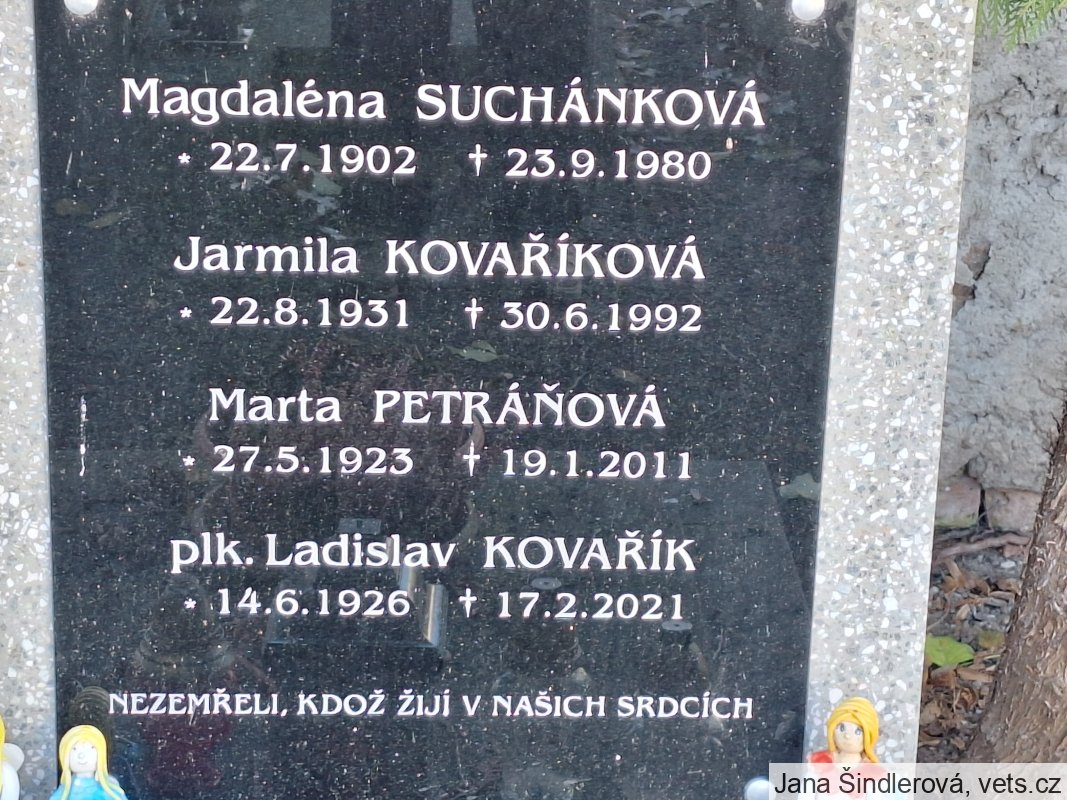 Magdaléna SUCHÁNKOVÁ
* 22.7.1902 † 23.9.1980
Jarmila KOVAŘÍKOVÁ
* 22.8.1931 † 30.6.1992
Marta PETRÁŇOVÁ
* 27.5.1923 † 19.1.2011
plk. Ladislav KOVAŘÍK
* 14.6.1926 † 17.2.2021
NEZEMŘELI, KDOŽ ŽIJÍ V NAŠICH SRDCÍCH
Jana Šindlerová, vets.cz